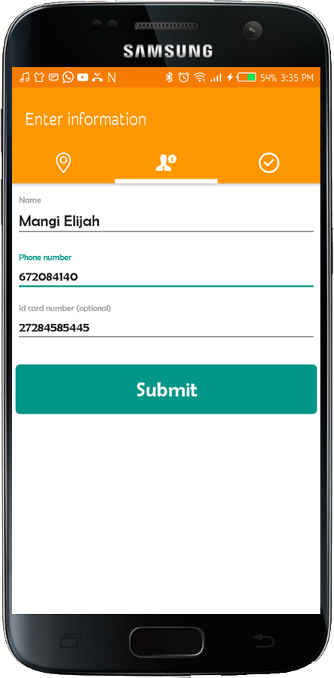 SAMSUNG
N 54% 3:35 PM
Enter information
Name
Mangi Elijah
Phone number
672084140
Id card number (optional)
27284585445
Submit